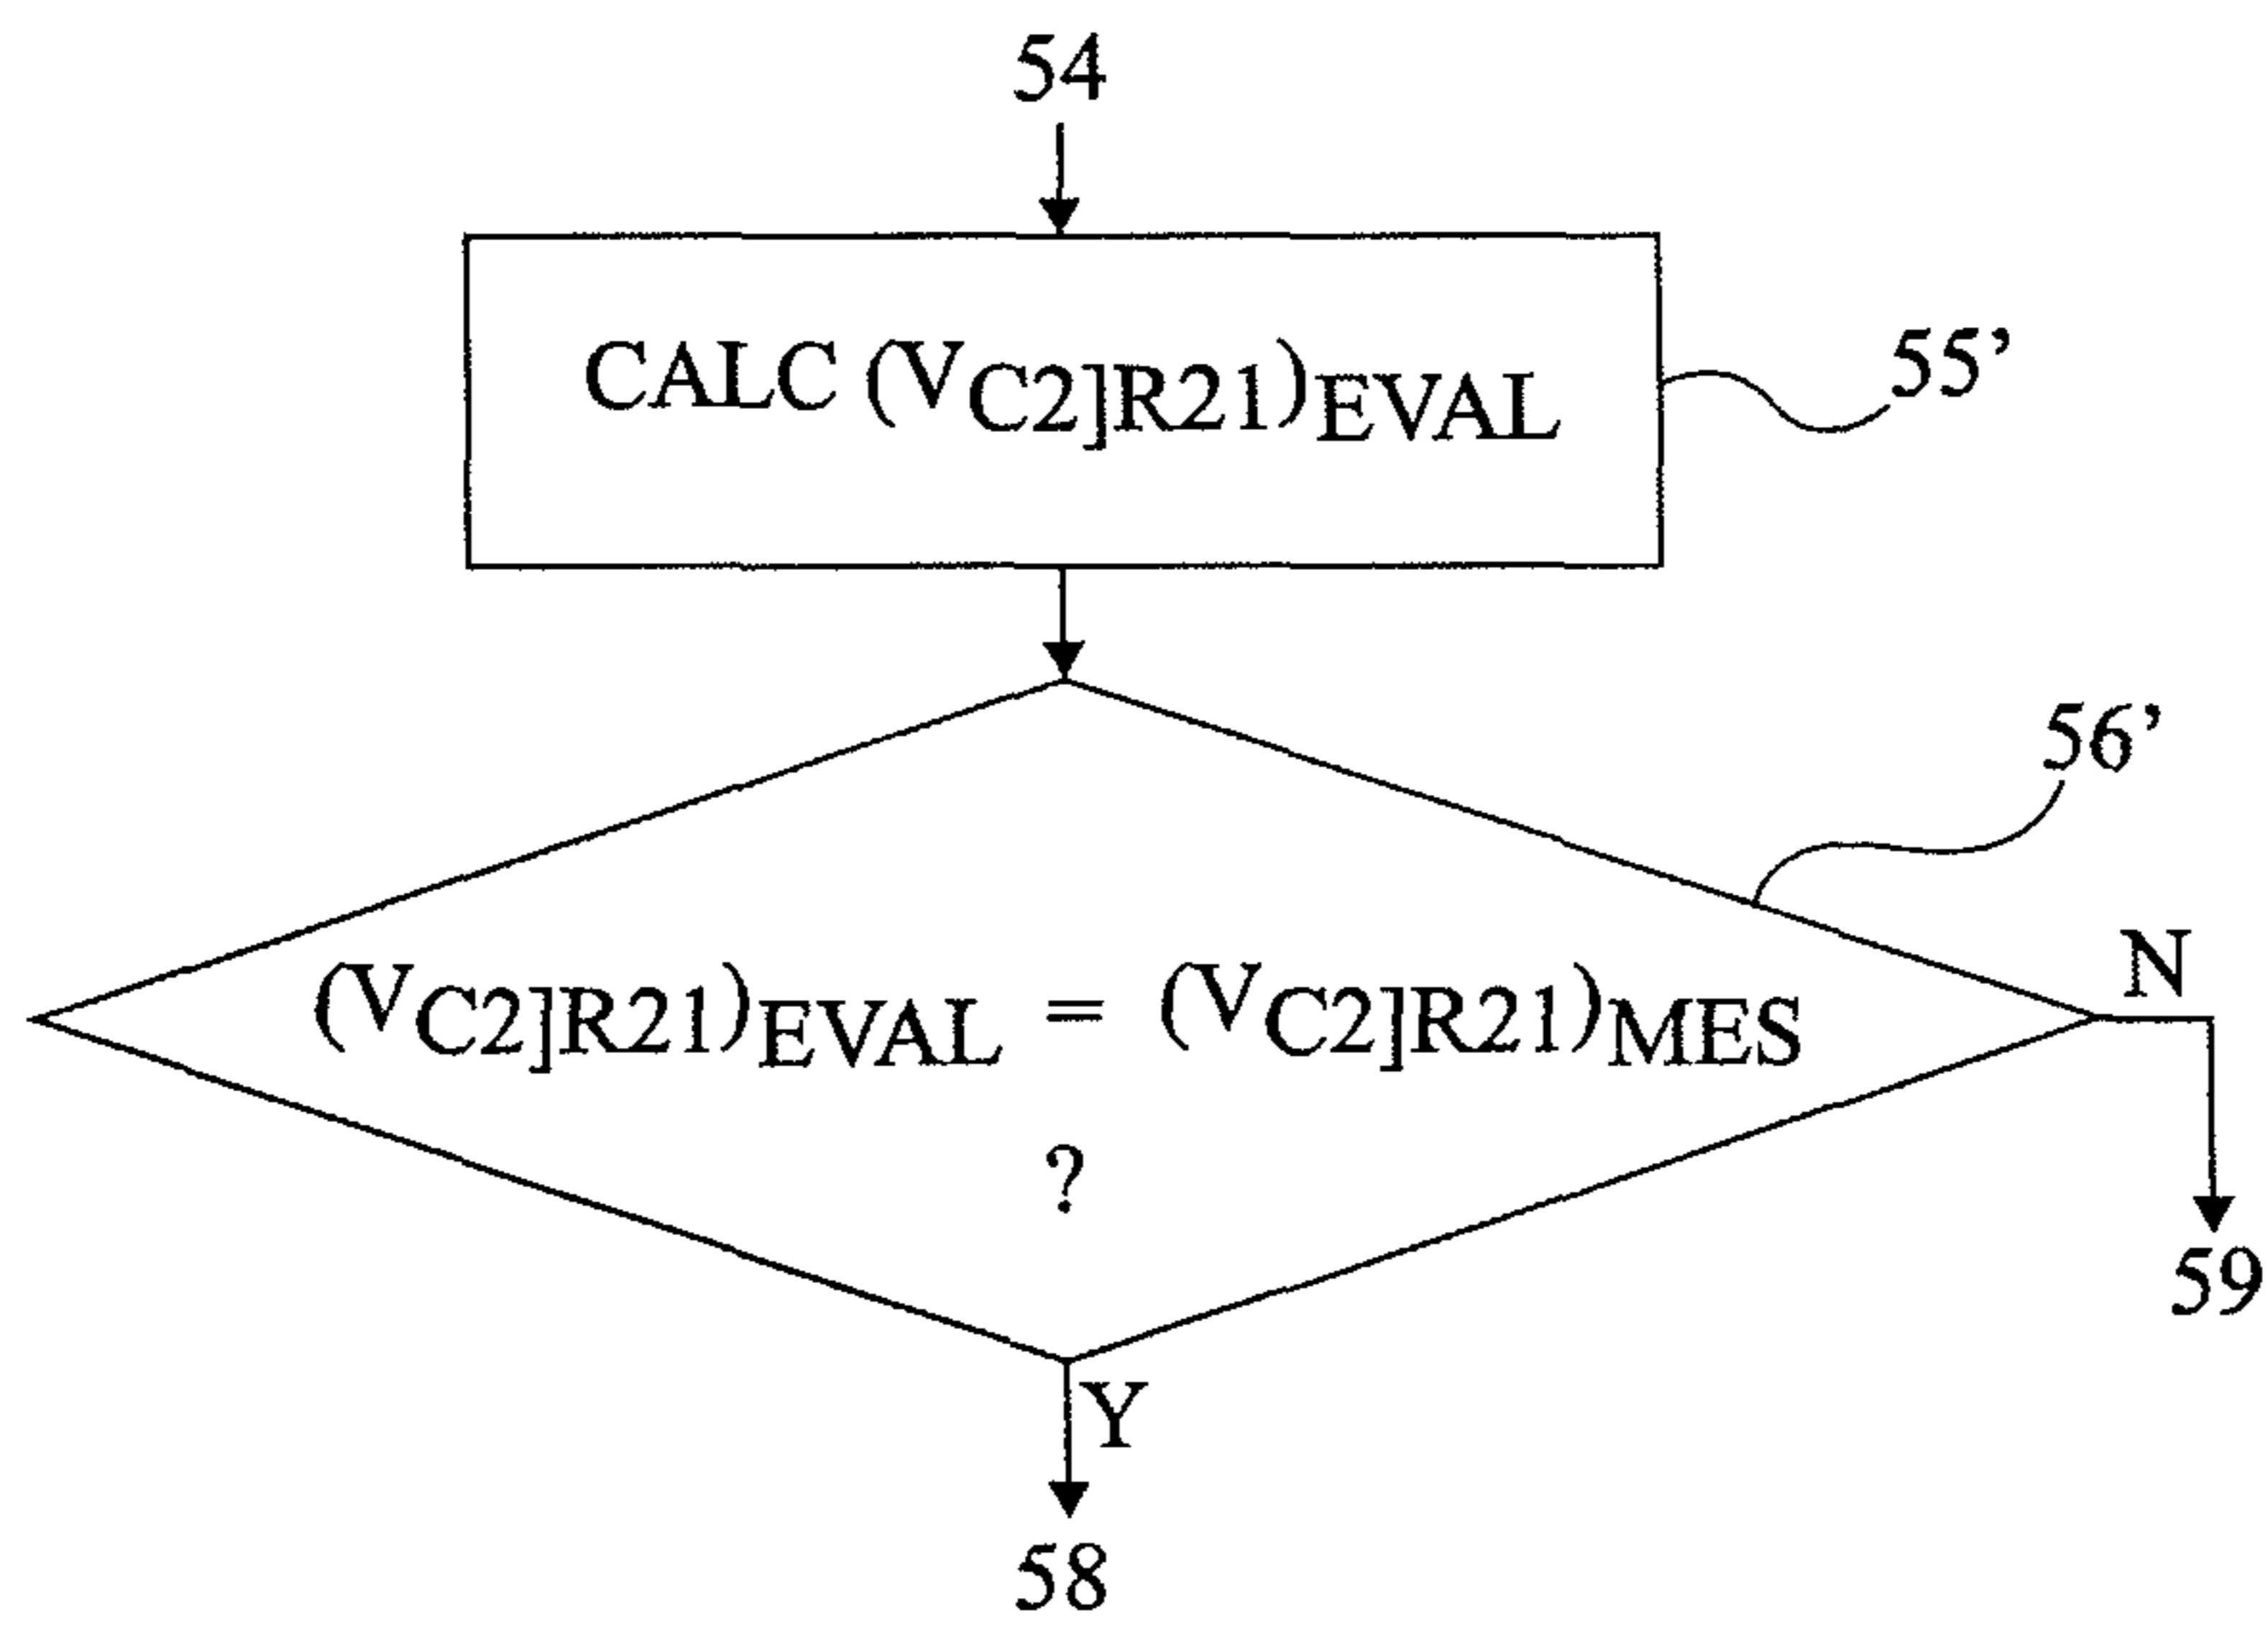 54
CALC (VC2]R21)EVAL
55’
56’
(VC2]R21)EVAL = (VC2]R21)MES
?
N
59
Y
58